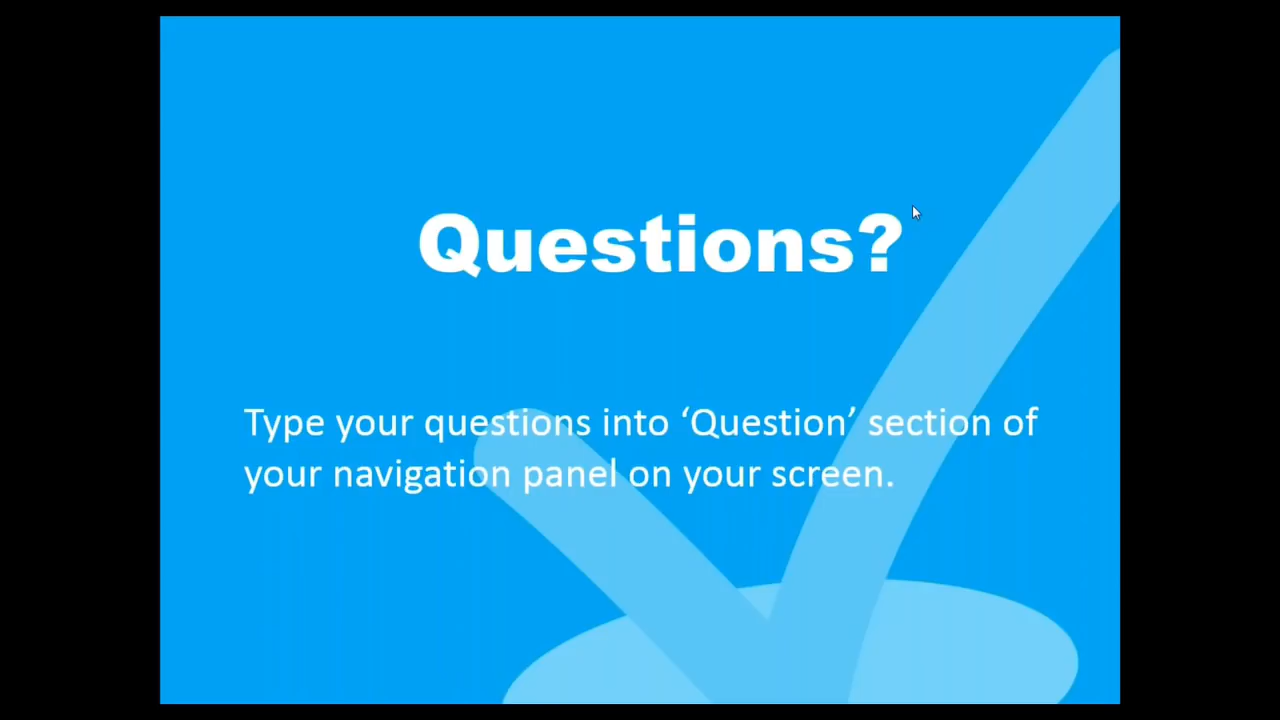 Questions?
Type your questions into ‘Question’ section of
your navigation panel on your screen.